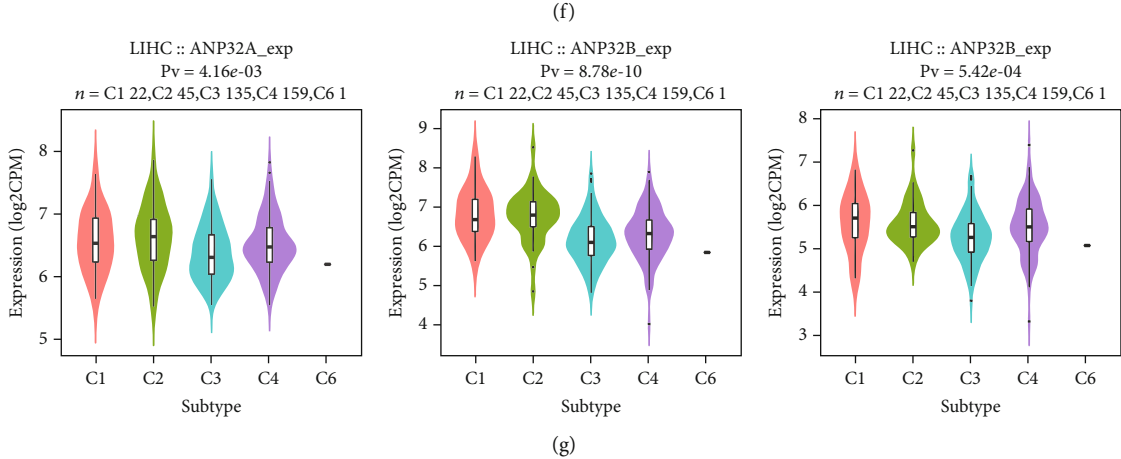 (f)
LIHC :: ANP32A_exp
Pv = 4.16e-03
n = C1 22,C2 45,C3 135,C4 159,C6 1
Expression (log2CPM)
8
7
6
5
C1 C2 C3 C4 C6
Subtype
LIHC :: ANP32B_exp
Pv = 8.78e-10
n = C1 22,C2 45,C3 135,C4 159,C6 1
Expression (log2CPM)
9
8
7
6
5
4
C1 C2 C3 C4 C6
Subtype
LIHC :: ANP32B_exp
Pv = 5.42e-04
n = C1 22,C2 45,C3 135,C4 159,C6 1
Expression (log2CPM)
8
7
6
5
4
3
C1 C2 C3 C4 C6
Subtype
(g)